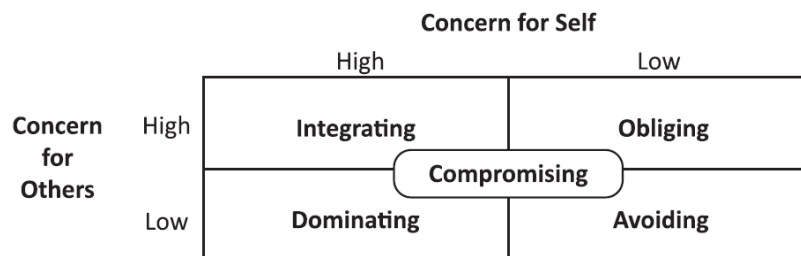 Concern for Self
High Low
Concern
for
Others
High
Integrating Obliging
Compromising
Low
Dominating Avoiding